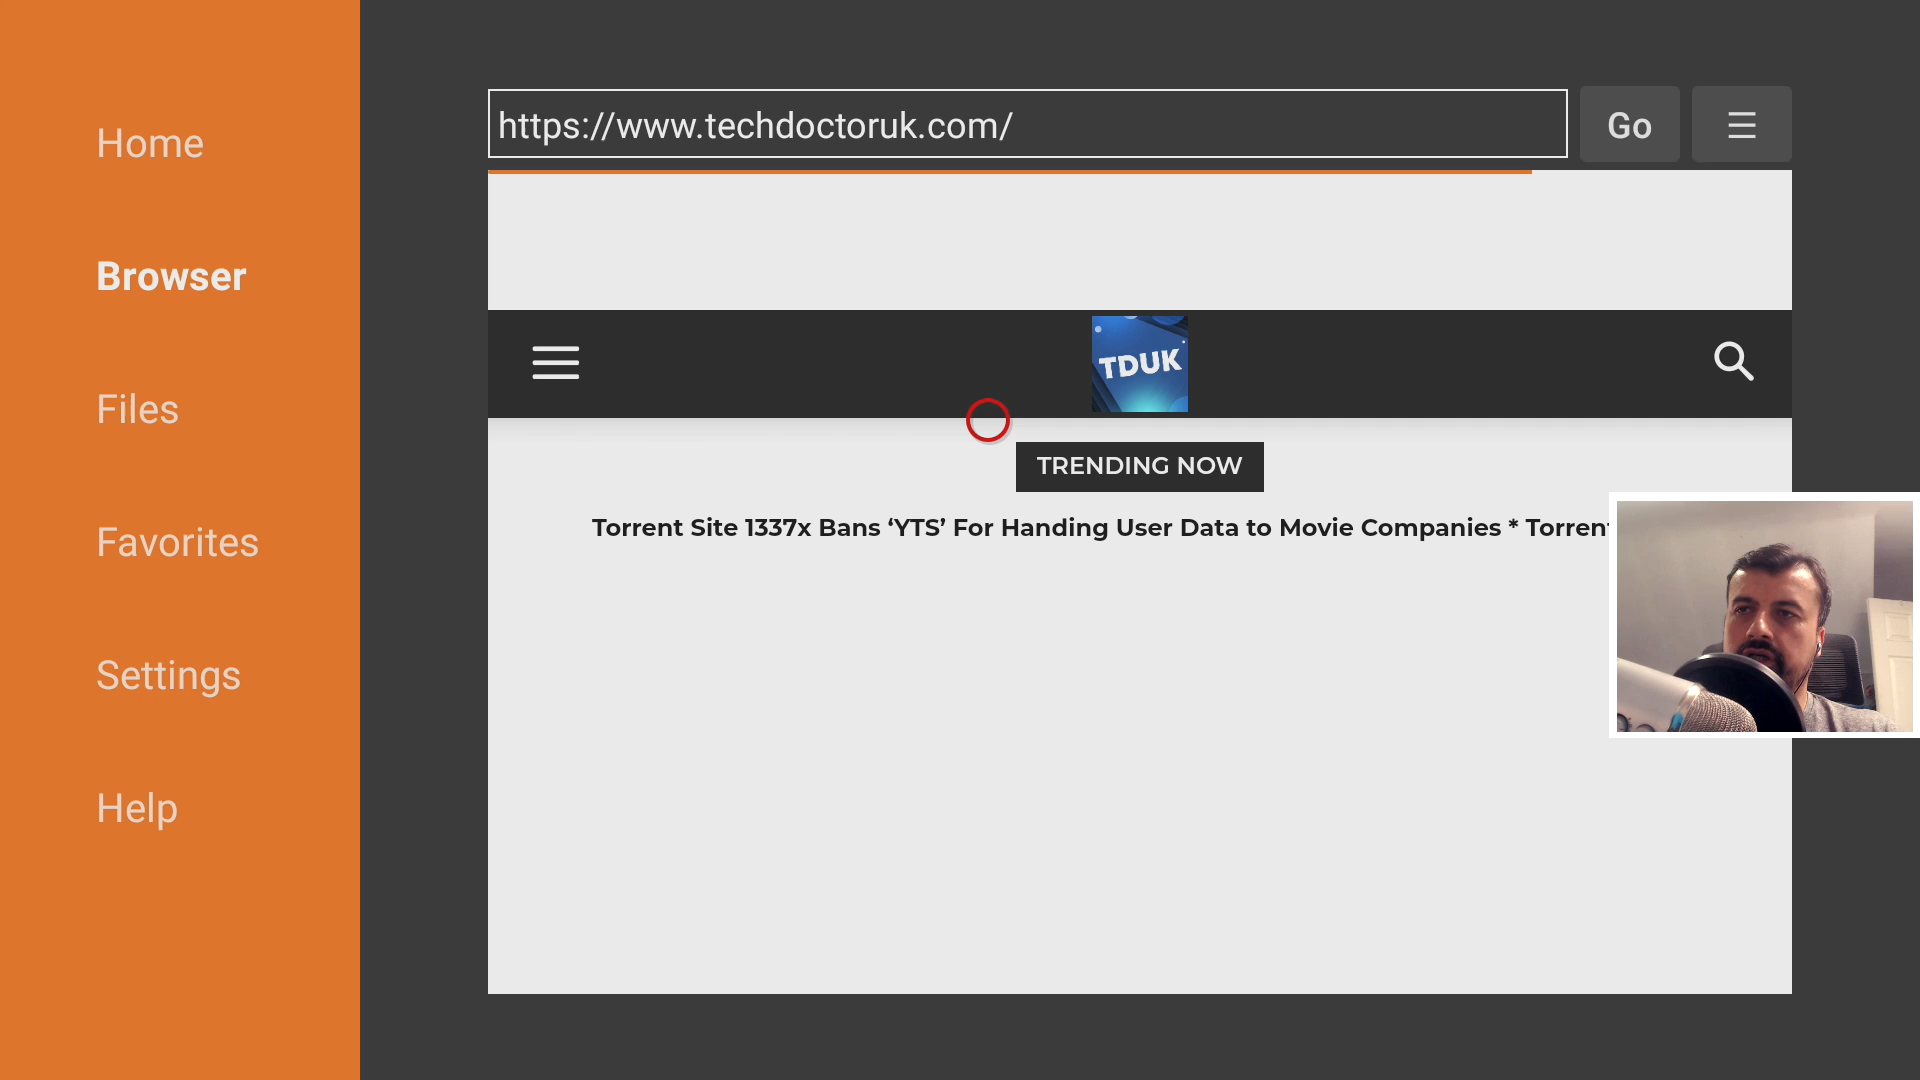 Home
Browser
Files
Favorites
Settings
Help
https://www.techdoctoruk.com/
Go
TDUK
TRENDING NOW
Torrent Site 1337x Bans ‘YTS’ For Handing User Data to Movie Companies * Torrent